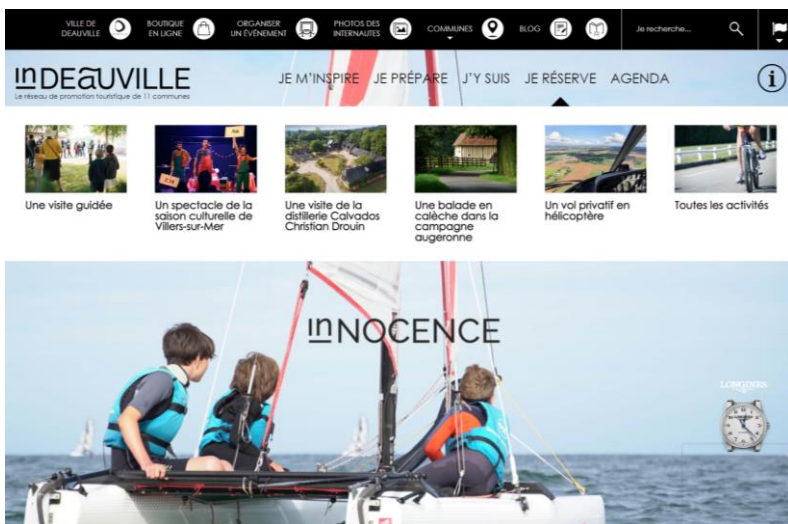 VILLE DE
DEAUVILLE
BOUTIQUE
EN LIGNE
ORGANISER
UN ÉVÉNEMENT
PHOTOS DES
INTERNAUTES
COMMUNES
BLOG
Je recherche...
inDEAUVILLE
Le réseau de promotion touristique de 11 communes
JE M'INSPIRE JE PRÉPARE J'Y SUIS JE RÉSERVE AGENDA
i
Une visite guidée
Un spectacle de la
saison culturelle de
Villers-sur-Mer
Une visite de la
distillerie Calvados
Christian Drouin
Une balade en
calèche dans la
campagne
augeronne
Un vol privatif en
hélicoptère
Toutes les activités
inNOCENCE
LONGINES